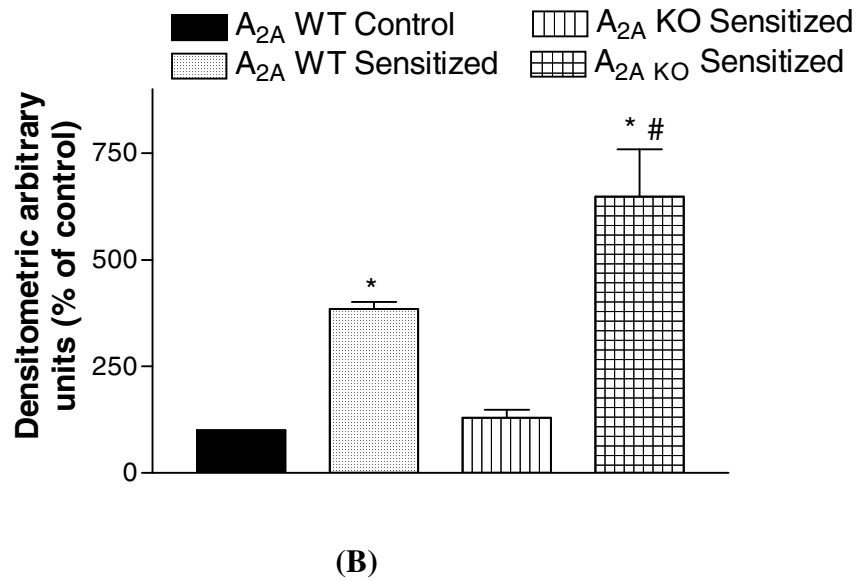 A2A WT Control
A2A KO Sensitized
A2A WT Sensitized
A2A KO Sensitized
Densitometric arbitrary
units (% of control)
750
500
250
0
*
* #
(B)